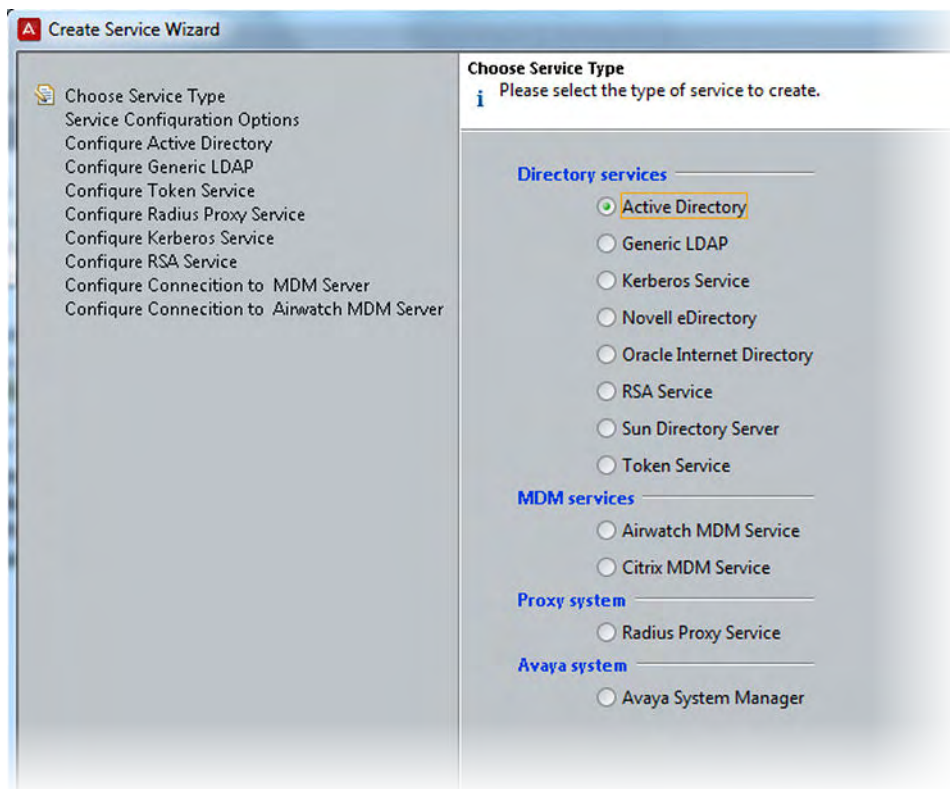 Create Service Wizard
Choose Service Type
Service Configuration Options
Configure Active Directory
Configure Generic LDAP
Configure Token Service
Configure Radius Proxy Service
Configure Kerberos Service
Configure RSA Service
Configure Connecition to MDM Server
Configure Connecition to Airwatch MDM Server
Choose Service Type
Please select the type of service to create.
Directory services
Active Directory
Generic LDAP
Kerberos Service
Novell eDirectory
Oracle Internet Directory
RSA Service
Sun Directory Server
Token Service
MDM services
Airwatch MDM Service
Citrix MDM Service
Proxy system
Radius Proxy Service
Avaya system
Avaya System Manager